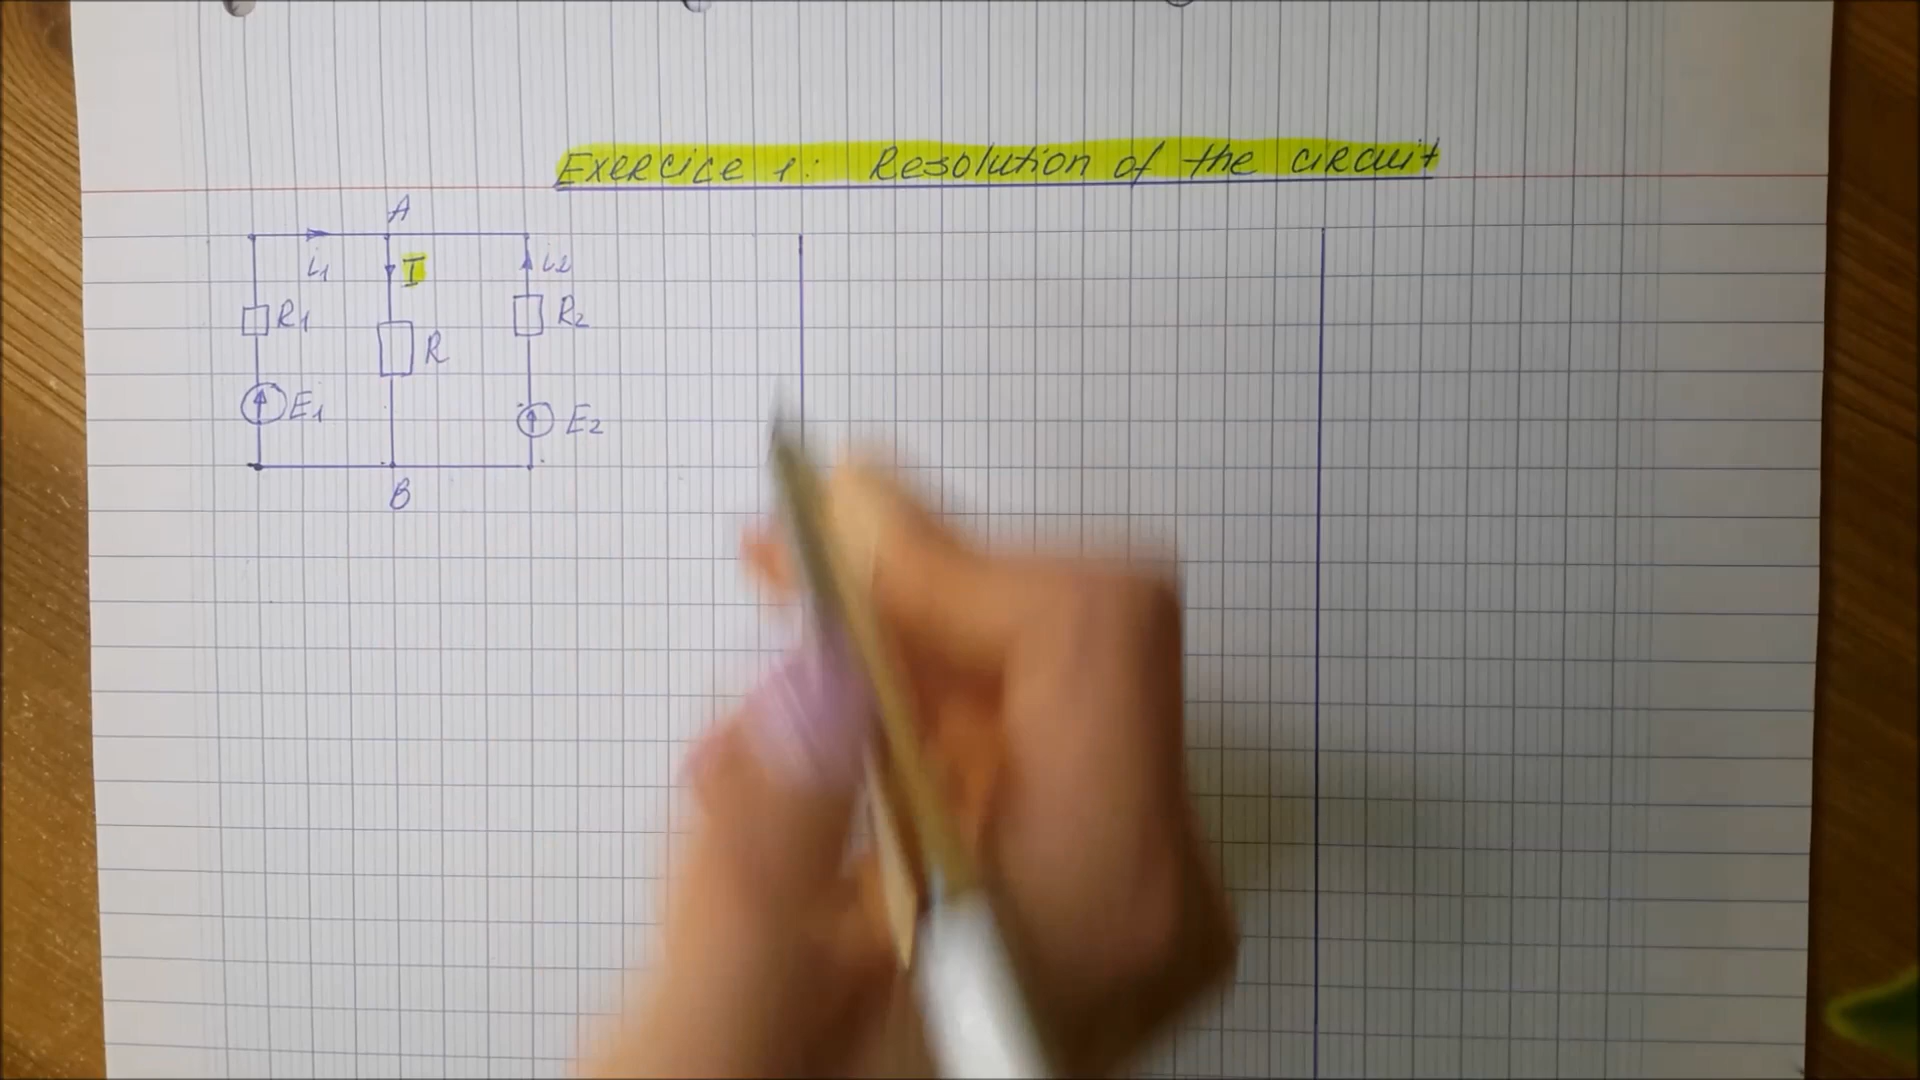 Exercice 1: Resolution of the circuit
A
i1 I i2
R1 R R2
E1 E2
B